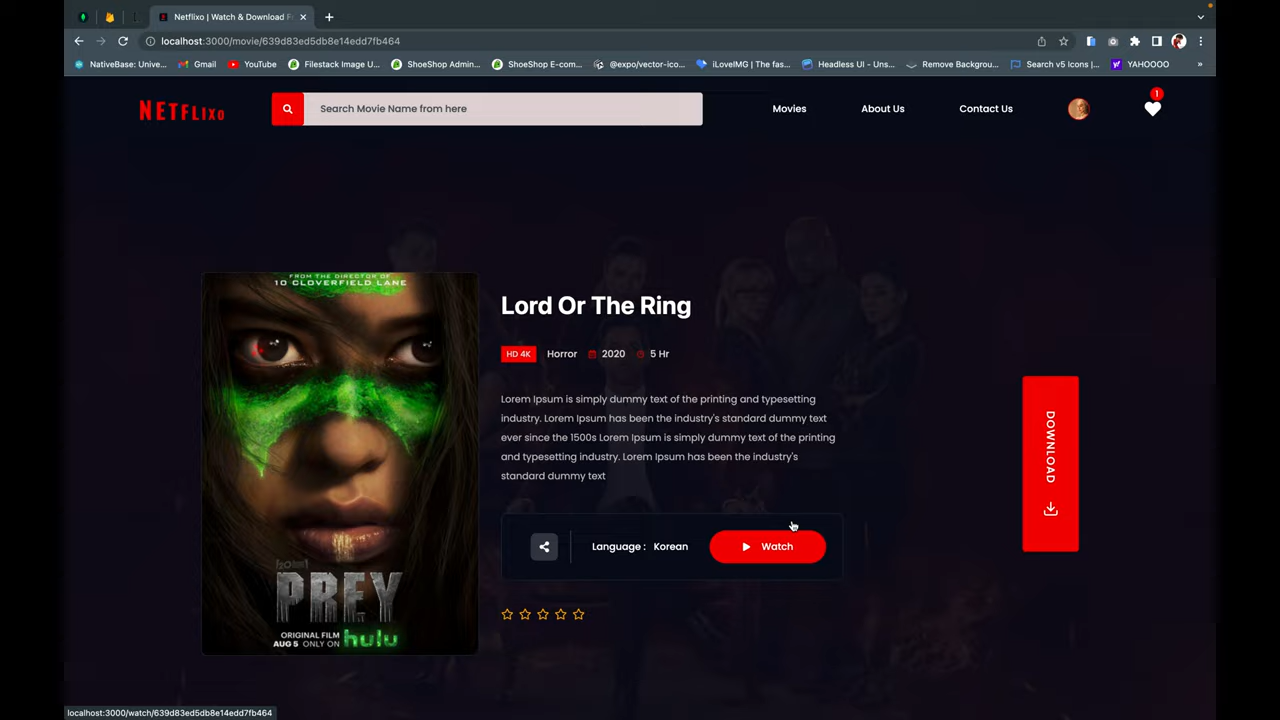 Netflixo | Watch & Download F
localhost:3000/movie/639d83ed5db8e14edd7fb464
NativeBase: Unive...
Gmail
YouTube
Filestack Image U...
ShoeShop Admin,...
ShoeShop E-com...
@expo/vector-ico...
iLoveIMG | The fas...
Headless UI - Uns...
Remove Backgrou...
Search v5 Icons |...
YAHOOOO
»
NETFLIXO
Search Movie Name from here
Movies
About Us
Contact Us
1
FROM THE DIRECTOR OF
10 CLOVERFIELD LANE
PREY
ORIGINAL FILM
AUG 5 ONLY ON hulu
Lord Or The Ring
HD 4K Horror 2020 5 Hr
Lorem Ipsum is simply dummy text of the printing and typesetting
industry. Lorem Ipsum has been the industry's standard dummy text
ever since the 1500s Lorem Ipsum is simply dummy text of the printing
and typesetting industry. Lorem Ipsum has been the industry's
standard dummy text
Language : Korean
Watch
DOWNLOAD
localhost:3000/watch/639d83ed5db8e14edd7fb464